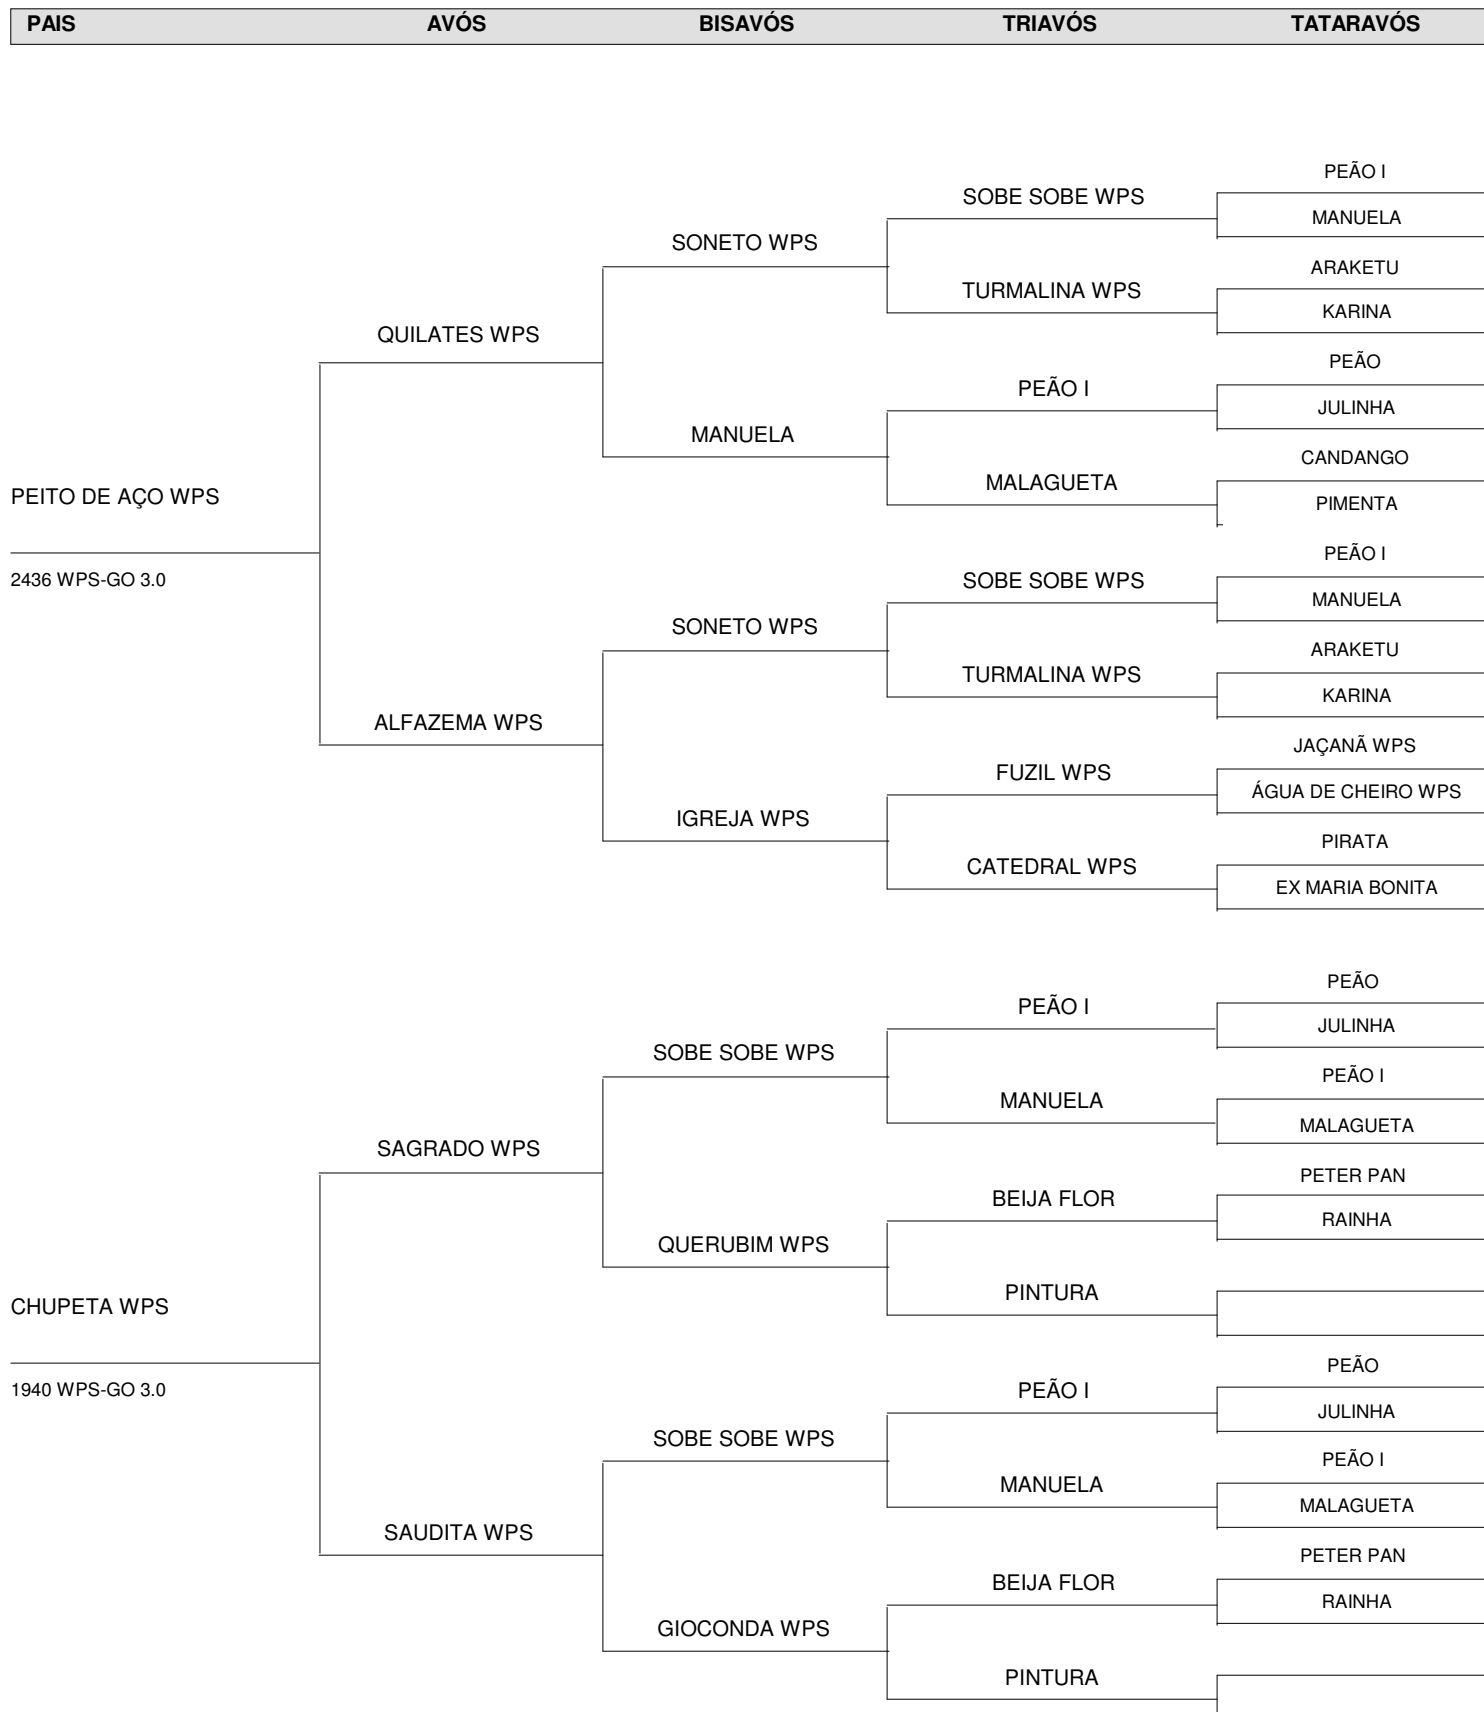 PAIS AVÓS BISAVÓS TRIAVÓS TATARAVÓS
PEÃO I
SOBE SOBE WPS
MANUELA
SONETO WPS
ARAKETU
TURMALINA WPS
KARINA
QUILATES WPS
PEÃO
PEÃO I
JULINHA
MANUELA
CANDANGO
MALAGUETA
PEITO DE AÇO WPS
PIMENTA
PEÃO I
2436 WPS-GO 3.0
SOBE SOBE WPS
MANUELA
SONETO WPS
ARAKETU
TURMALINA WPS
KARINA
ALFAZEMA WPS
JAÇANÃ WPS
FUZIL WPS
ÁGUA DE CHEIRO WPS
IGREJA WPS
PIRATA
CATEDRAL WPS
EX MARIA BONITA
PEÃO
PEÃO I
JULINHA
SOBE SOBE WPS
PEÃO I
MANUELA
MALAGUETA
SAGRADO WPS
PETER PAN
BEIJA FLOR
RAINHA
QUERUBIM WPS
PINTURA
CHUPETA WPS
PEÃO
1940 WPS-GO 3.0
PEÃO I
JULINHA
SOBE SOBE WPS
PEÃO I
MANUELA
MALAGUETA
SAUDITA WPS
PETER PAN
BEIJA FLOR
RAINHA
GIOCONDA WPS
PINTURA